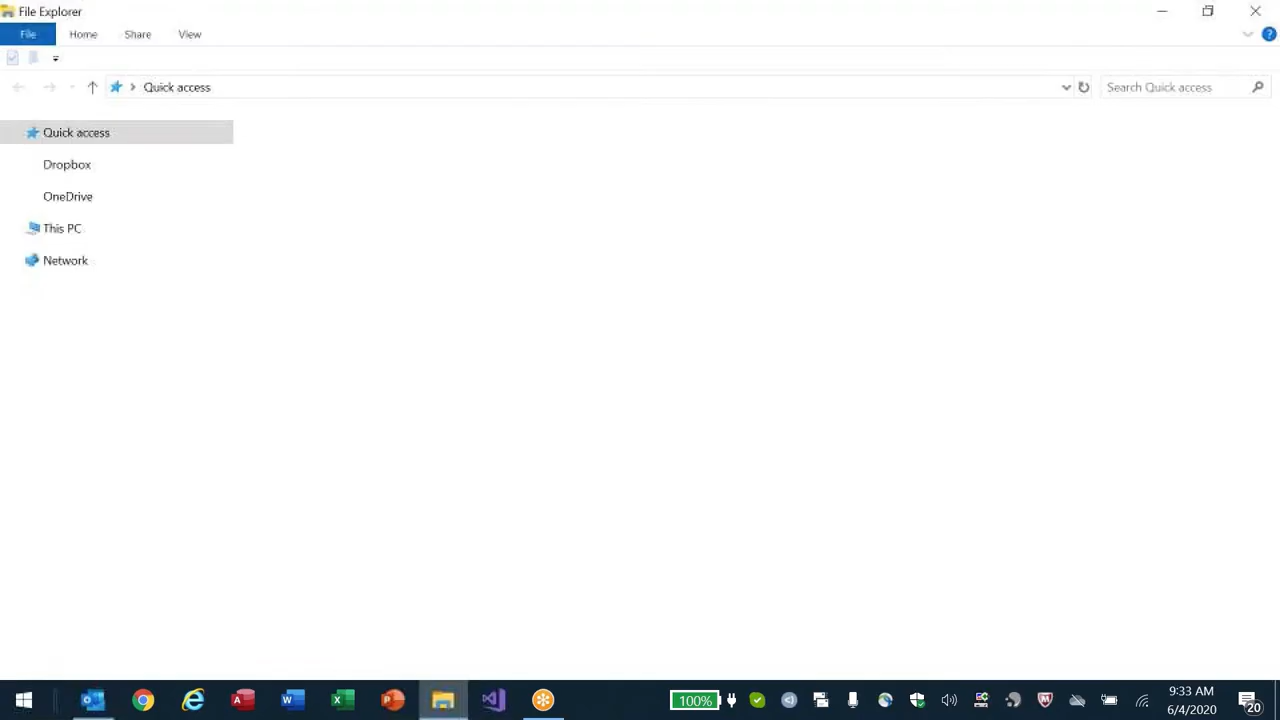 File Explorer
File Home Share View
Quick access
Search Quick access
Quick access
Dropbox
OneDrive
This PC
Network
100%
9:33 AM
6/4/2020
20